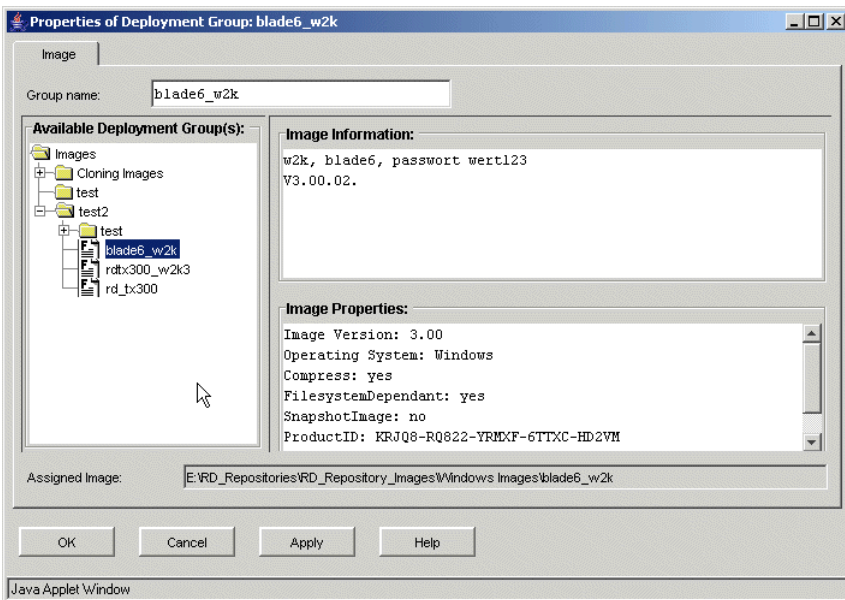 Properties of Deployment Group: blade6_w2k
Image
Group name: blade6_w2k
Available Deployment Group(s):
Images
Cloning Images
test
test2
test
blade6_w2k
rdtx300_w2k3
rd_tx300
Image Information:
w2k, blade6, passwort wert123
V3.00.02.
Image Properties:
Image Version: 3.00
Operating System: Windows
Compress: yes
FilesystemDependant: yes
SnapshotImage: no
ProductID: KRJQ8-RQ822-YRMXF-6TTXC-HD2VM
Assigned Image: E:\RD_Repositories\RD_Repository_Images\Windows Images\blade6_w2k
OK Cancel Apply Help
Java Applet Window